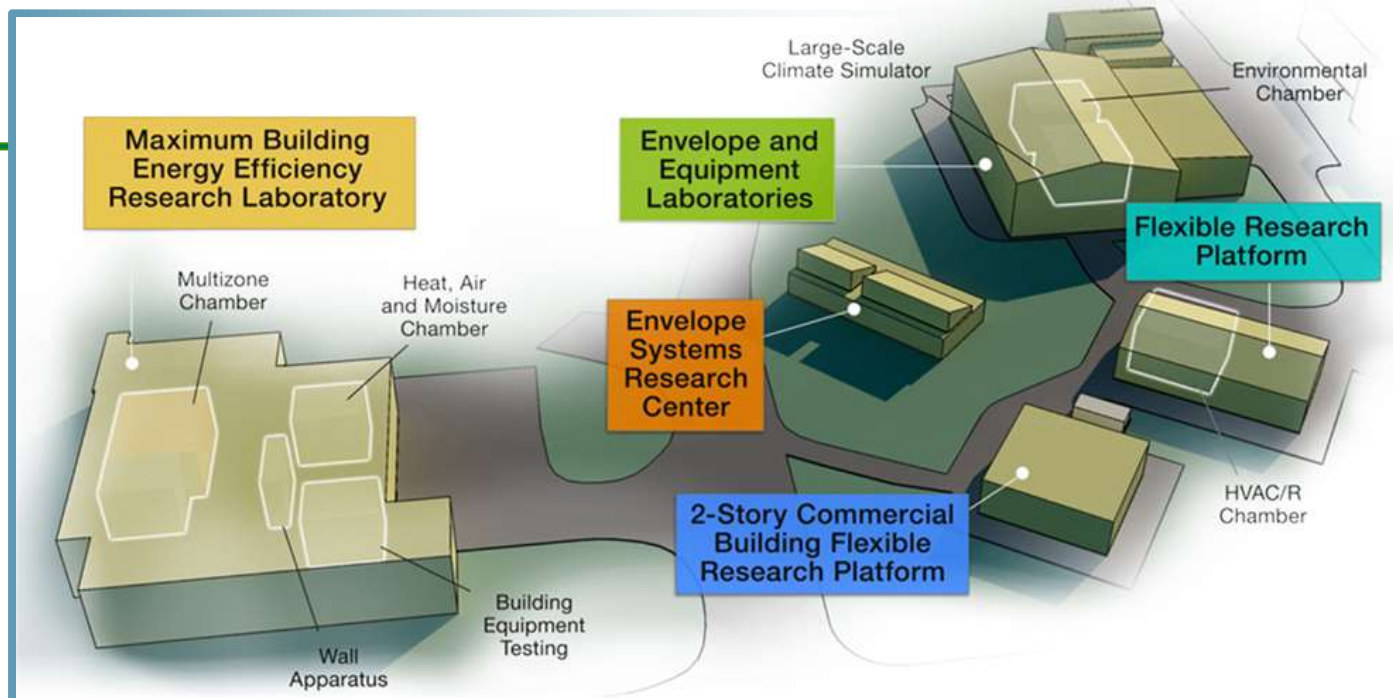 Large-Scale
Climate Simulator
Environmental
Chamber
Maximum Building
Energy Efficiency
Research Laboratory
Envelope and
Equipment
Laboratories
Flexible Research
Platform
Multizone
Chamber
Heat, Air
and Moisture
Chamber
Envelope
Systems
Research
Center
2-Story Commercial
Building Flexible
Research Platform
HVAC/R
Chamber
Building
Equipment
Testing
Wall
Apparatus